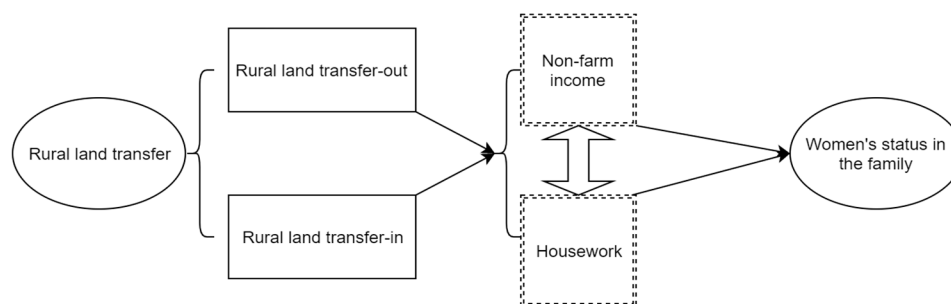 Rural land transfer
Rural land transfer-out
Rural land transfer-in
Non-farm
income
Housework
Women's status in
the family